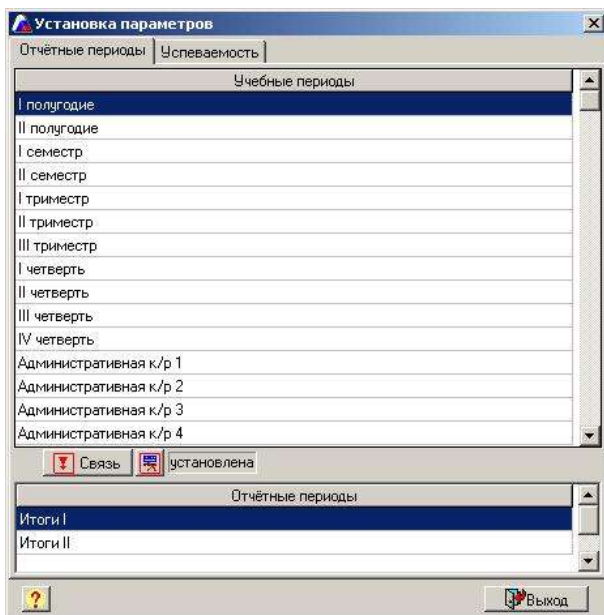 Установка параметров
Отчётные периоды Успеваемость
Учебные периоды
I полугодие
II полугодие
I семестр
II семестр
I триместр
II триместр
III триместр
I четверть
II четверть
III четверть
IV четверть
Административная к/р 1
Административная к/р 2
Административная к/р 3
Административная к/р 4
Связь установлена
Отчётные периоды
Итоги I
Итоги II
? Выход